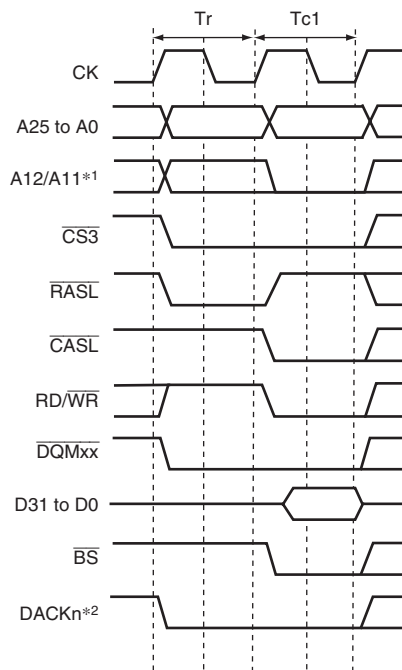 Tr Tc1
CK
A25 to A0
A12/A11*1
CS3
RASL
CASL
RD/WR
DQMxx
D31 to D0
BS
DACKn*2